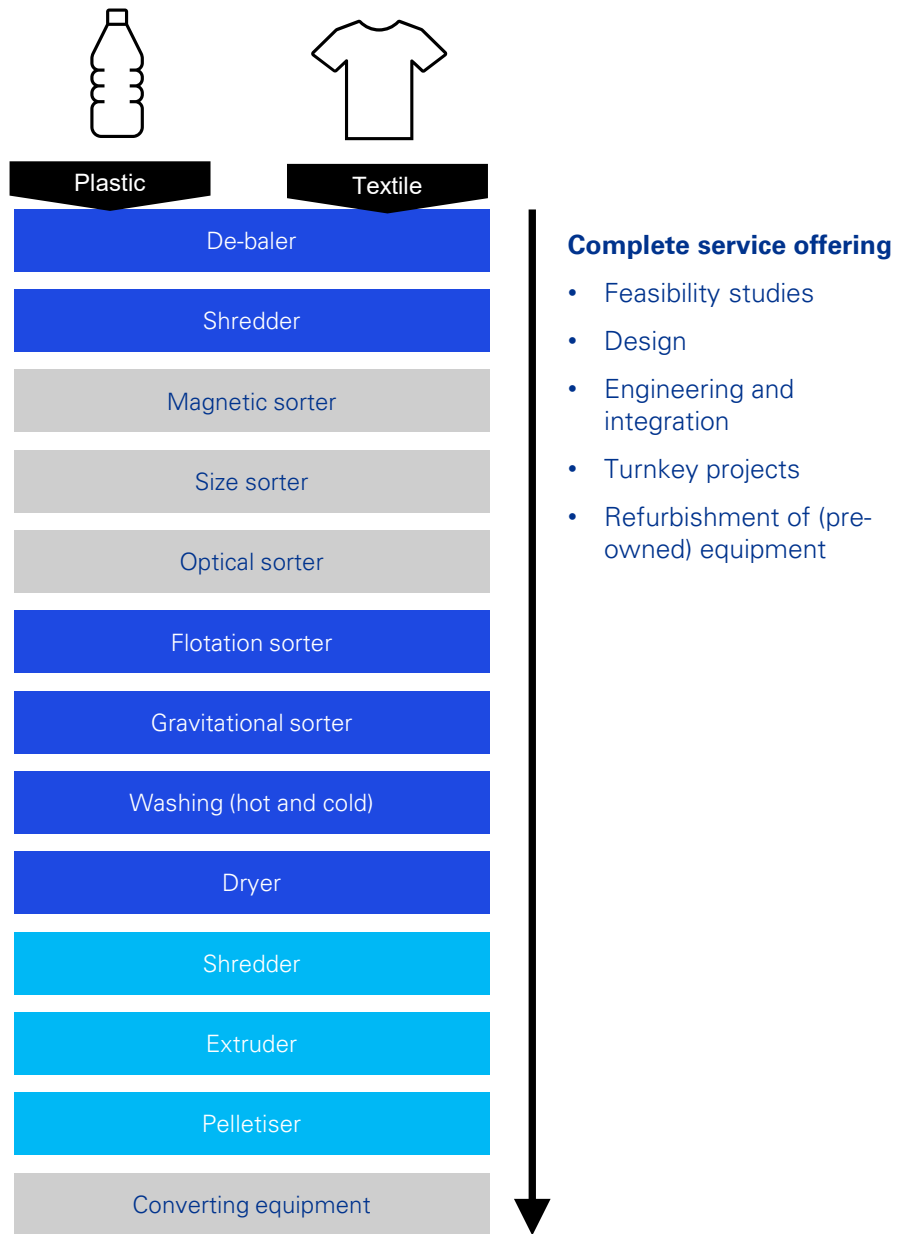 Plastic
Textile
De-baler
Shredder
Magnetic sorter
Size sorter
Optical sorter
Flotation sorter
Gravitational sorter
Washing (hot and cold)
Dryer
Shredder
Extruder
Pelletiser
Converting equipment
Complete service offering
• Feasibility studies
• Design
• Engineering and
integration
• Turnkey projects
• Refurbishment of (pre-
owned) equipment